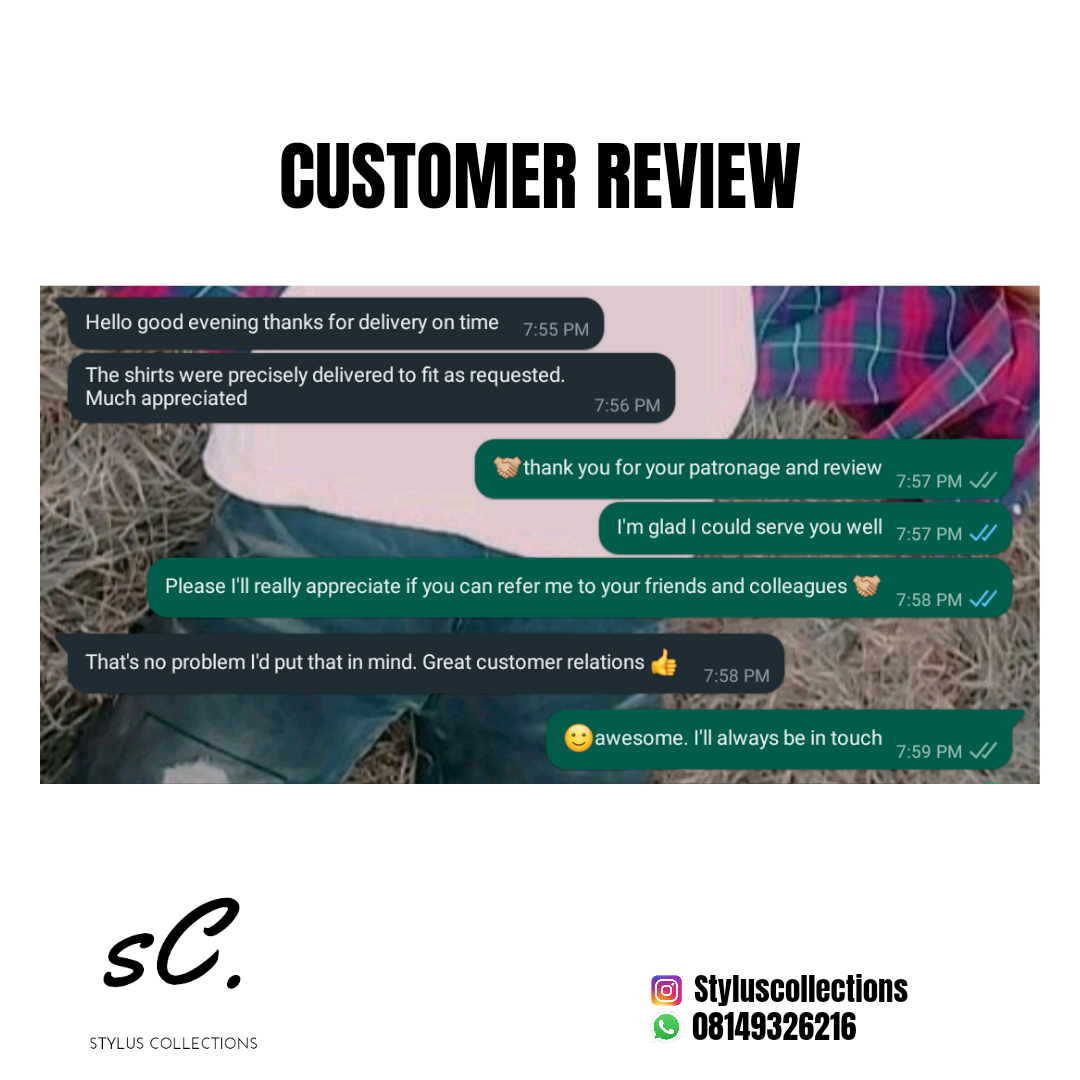 CUSTOMER REVIEW
Hello good evening thanks for delivery on time 7:55 PM
The shirts were precisely delivered to fit as requested.
Much appreciated 7:56 PM
🤝🏼thank you for your patronage and review 7:57 PM
I'm glad I could serve you well 7:57 PM
Please I'll really appreciate if you can refer me to your friends and colleagues 🤝🏼 7:58 PM
That's no problem I'd put that in mind. Great customer relations 👍 7:58 PM
🙂awesome. I'll always be in touch 7:59 PM
sC.
STYLUS COLLECTIONS
Styluscollections
08149326216